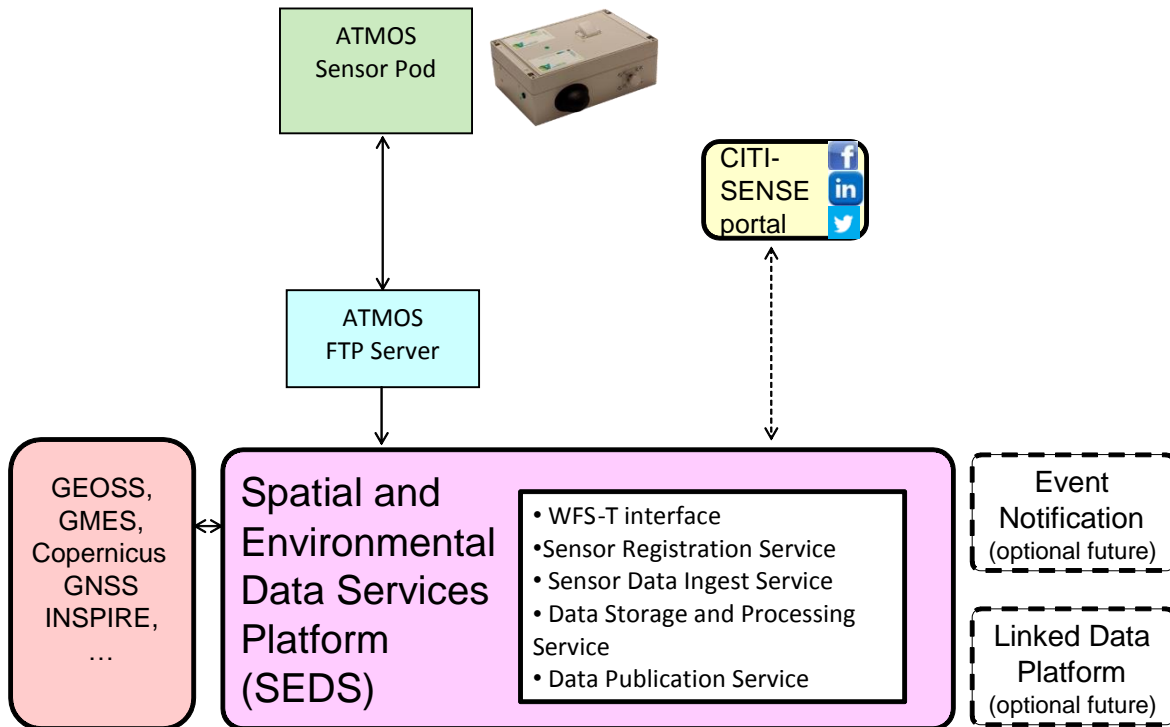 ATMOS
Sensor Pod
CITI-
SENSE
portal
f
in
ATMOS
FTP Server
GEOSS,
GMES,
Copernicus
GNSS
INSPIRE,
…
Spatial and
Environmental
Data Services
Platform
(SEDS)
• WFS-T interface
•Sensor Registration Service
• Sensor Data Ingest Service
• Data Storage and Processing
Service
• Data Publication Service
Event
Notification
(optional future)
Linked Data
Platform
(optional future)